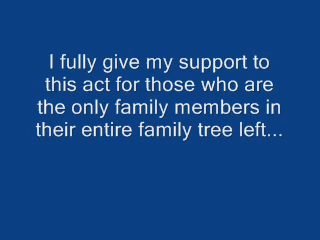 I fully give my support to
this act for those who are
the only family members in
their entire family tree left...